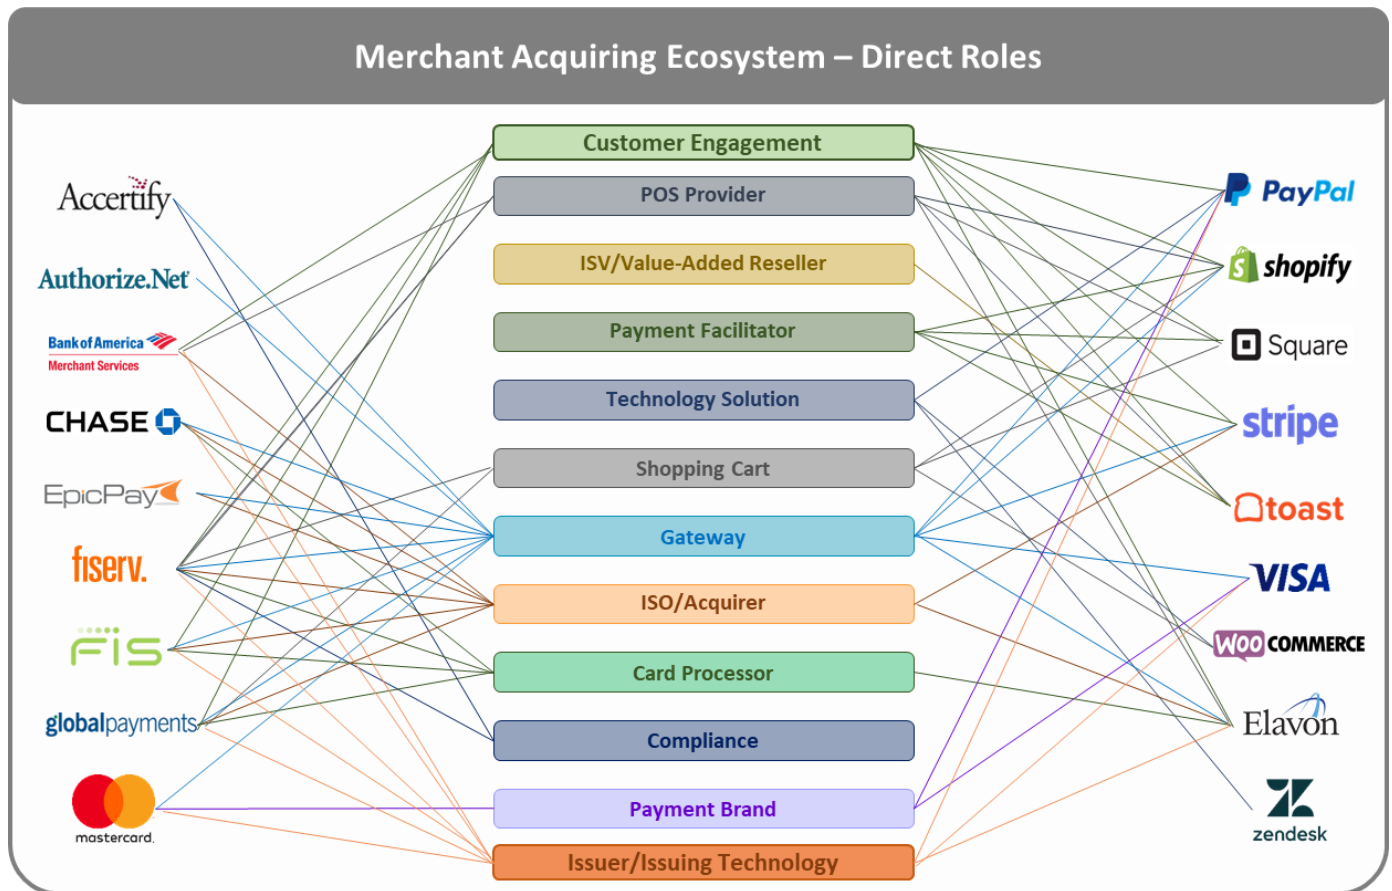 Merchant Acquiring Ecosystem – Direct Roles
Customer Engagement
POS Provider
ISV/Value-Added Reseller
Payment Facilitator
Technology Solution
Shopping Cart
Gateway
ISO/Acquirer
Card Processor
Compliance
Payment Brand
Issuer/Issuing Technology
Accertify
Authorize.Net
Bank of America
Merchant Services
CHASE
EpicPay
fiserv.
FIS
globalpayments
mastercard.
PayPal
shopify
Square
stripe
toast
VISA
WOO COMMERCE
Elavon
zendesk